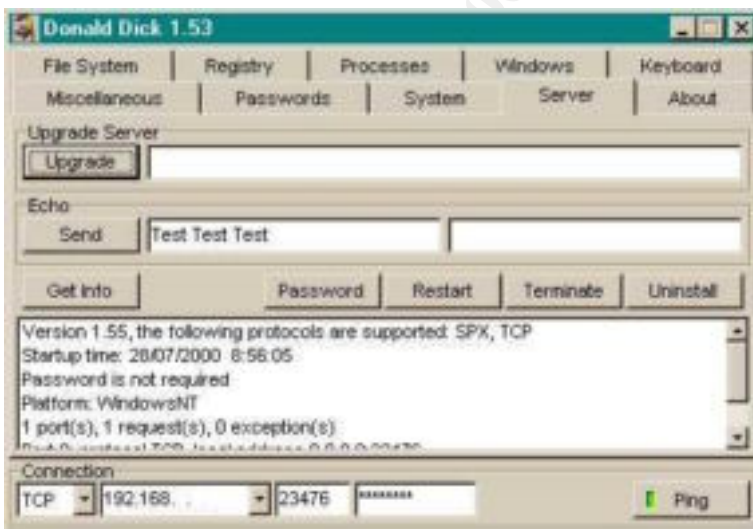 Donald Dick 1.53
File System Registry Processes Windows Keyboard
Miscellaneous Passwords System Server About
Upgrade Server
Upgrade
Echo
Send Test Test Test
Get Info Password Restart Terminate Uninstall
Version 1.55, the following protocols are supported: SPX, TCP
Startup time: 28/07/2000 8:56:05
Password is not required
Platform: WindowsNT
1 port(s), 1 request(s), 0 exception(s)
Connection
TCP 192.168. . 23476 ******** Ping